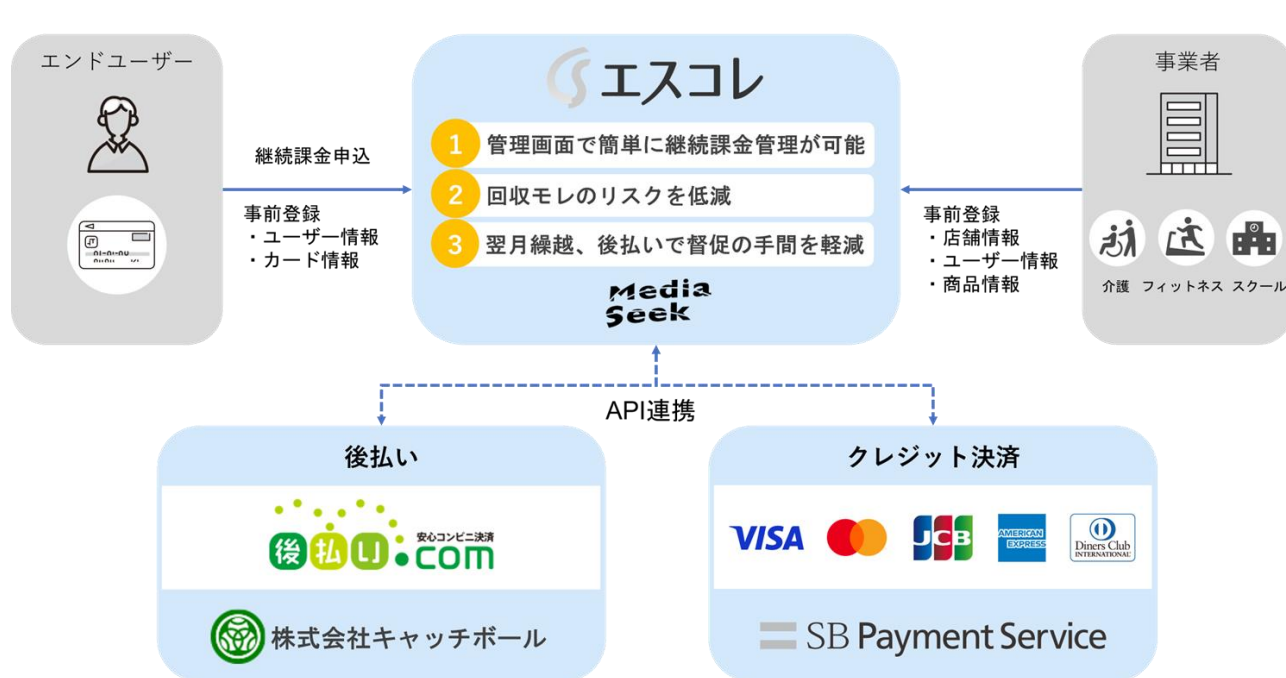 エンドユーザー
継続課金申込
事前登録
・ユーザー情報
・カード情報
エスコレ
1 管理画面で簡単に継続課金管理が可能
2 回収モレのリスクを低減
3 翌月繰越、後払いで督促の手間を軽減
Media
Seek
事業者
事前登録
・店舗情報
・ユーザー情報
・商品情報
介護 フィットネス スクール
API連携
後払い
安心コンビニ決済
後払い.com
株式会社キャッチボール
クレジット決済
VISA
JCB
AMERICAN
EXPRESS
Diners Club
INTERNATIONAL
SB Payment Service